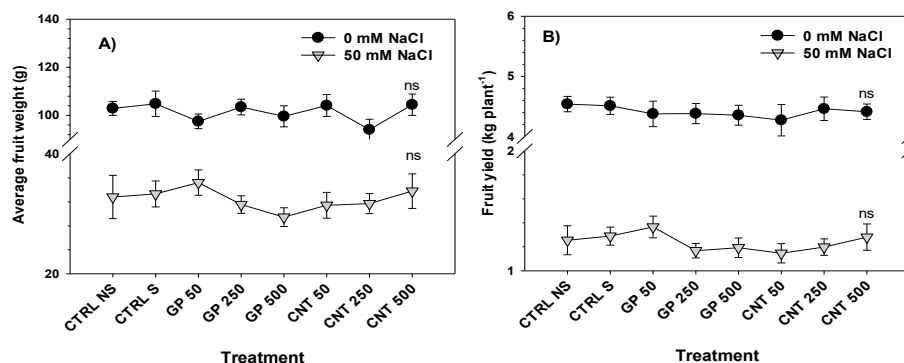 A)
0 mM NaCl
50 mM NaCl
ns
ns
140
120
100
40
20
Average fruit weight (g)
CTRL NS
CTRL S
GP 50
GP 250
GP 500
CNT 50
CNT 250
CNT 500
Treatment
B)
0 mM NaCl
50 mM NaCl
ns
ns
6
4
4
2
1
Fruit yield (kg plant⁻¹)
CTRL NS
CTRL S
GP 50
GP 250
GP 500
CNT 50
CNT 250
CNT 500
Treatment